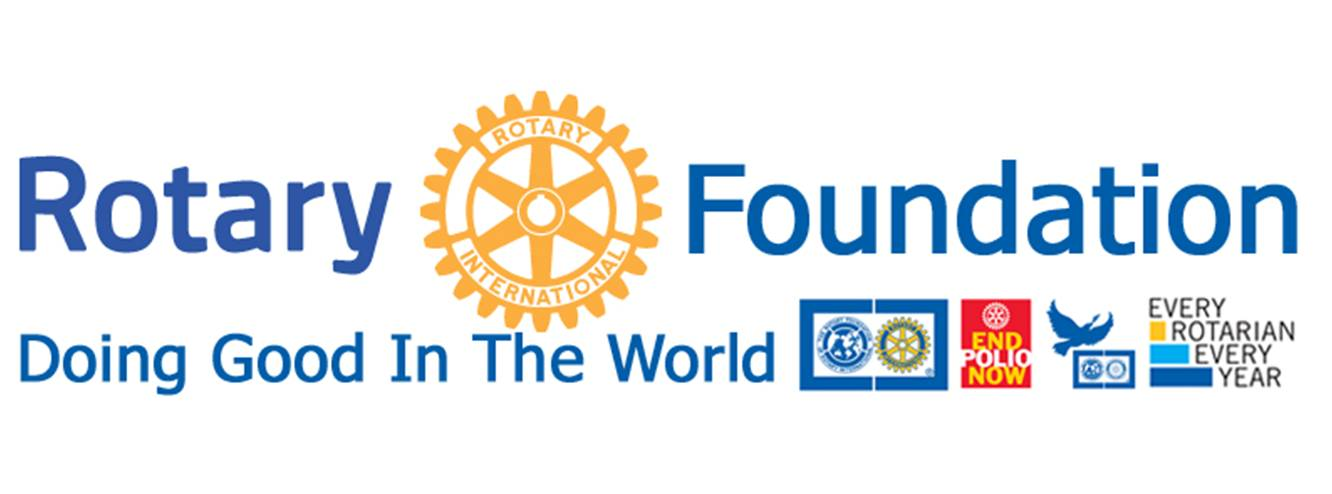 Rotary
ROTARY
INTERNATIONAL
Foundation
Doing Good In The World
END
POLIO
NOW
EVERY
ROTARIAN
EVERY
YEAR